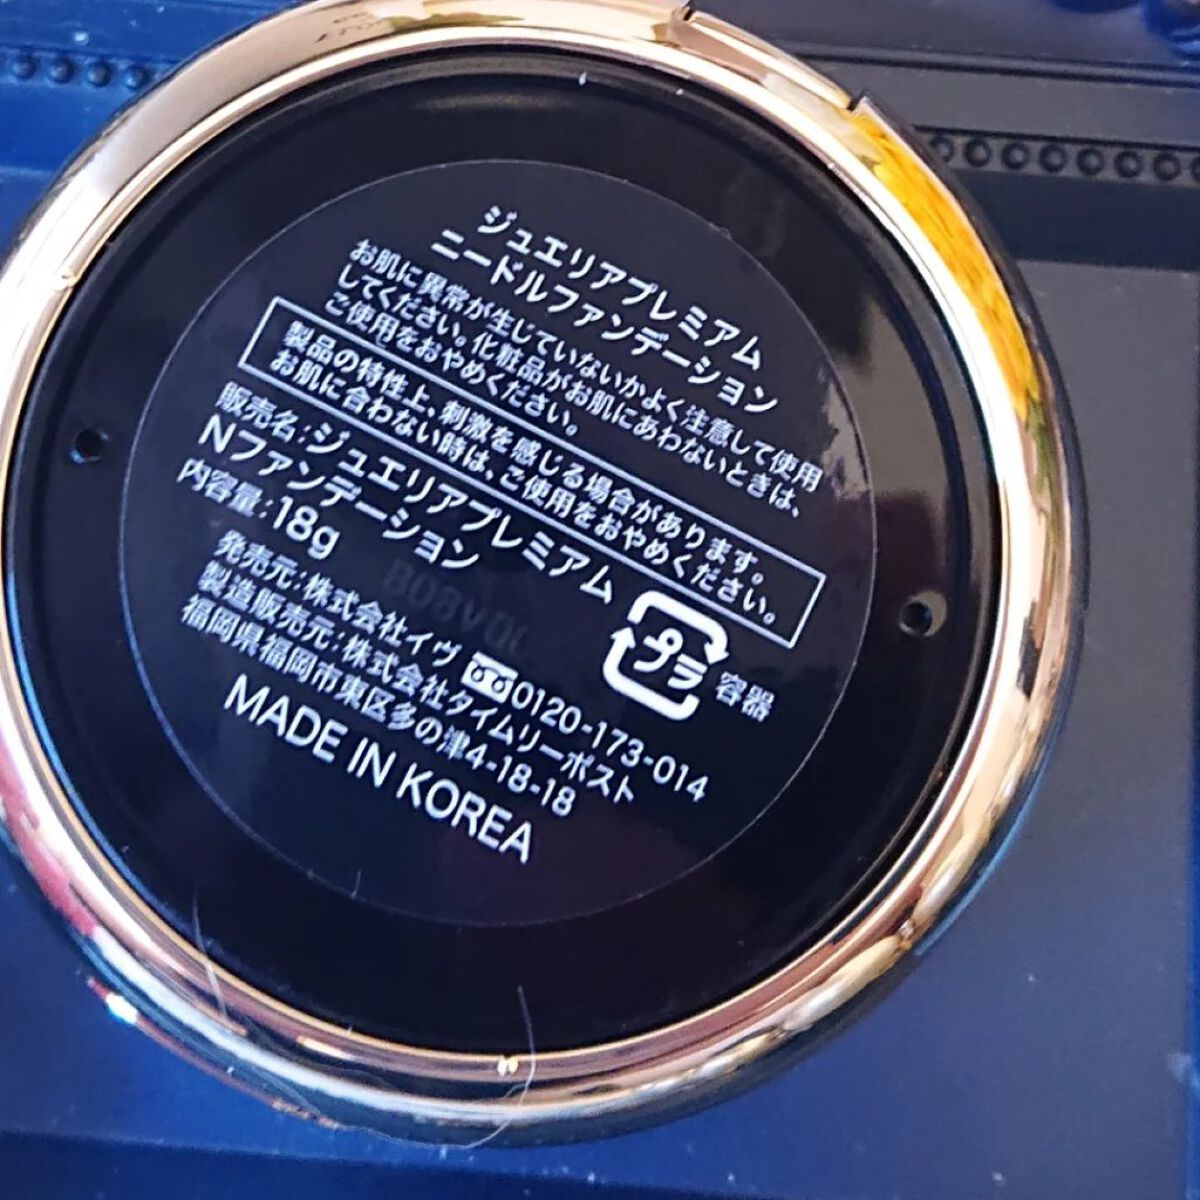 ジュエリアプレミアム
ニードルファンデーション
お肌に異常が生じていないかよく注意して使用
してください。化粧品がお肌にあわないときは、
ご使用をおやめください。
製品の特性上、刺激を感じる場合があります。
お肌に合わない時は、ご使用をおやめください。
販売名:ジュエリアプレミアム
Nファンデーション
内容量:18g
プラ
容器
発売元:株式会社イヴ 0120-173-014
製造販売元:株式会社タイムリーポスト
福岡県福岡市東区多の津4-18-18
MADE IN KOREA